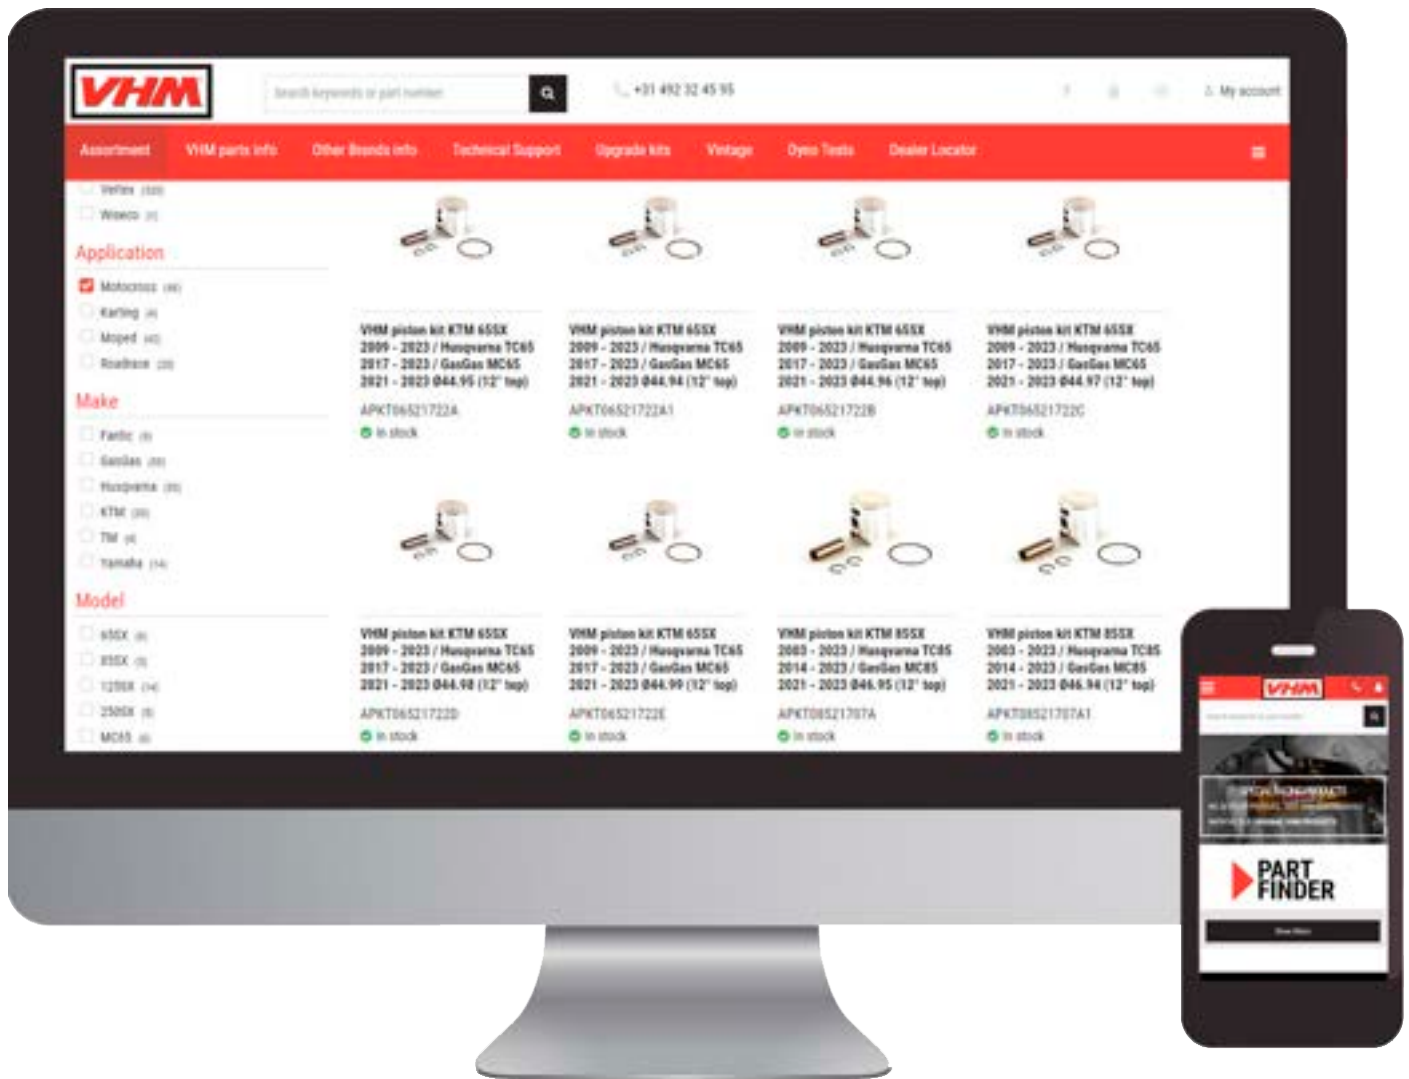 VHM
Search keywords or part number
+31 492 32 45 95
My account
Assortment
VHM parts info
Other Brands info
Technical Support
Upgrade kits
Vintage
Dyno Tests
Dealer Locator
Vertex
Wiseco
Application
Motocross
Karting
Moped
Roadrace
Make
Fantic
GasGas
Husqvarna
KTM
TM
Yamaha
Model
65SX
85SX
125SX
250SX
MC65
VHM piston kit KTM 65SX
2009 - 2023 / Husqvarna TC65
2017 - 2023 / GasGas MC65
2021 - 2023 Ø44.95 (12° top)
APKT06521722A
In stock
VHM piston kit KTM 65SX
2009 - 2023 / Husqvarna TC65
2017 - 2023 / GasGas MC65
2021 - 2023 Ø44.94 (12° top)
APKT06521722A1
In stock
VHM piston kit KTM 65SX
2009 - 2023 / Husqvarna TC65
2017 - 2023 / GasGas MC65
2021 - 2023 Ø44.96 (12° top)
APKT06521722B
In stock
VHM piston kit KTM 65SX
2009 - 2023 / Husqvarna TC65
2017 - 2023 / GasGas MC65
2021 - 2023 Ø44.97 (12° top)
APKT06521722C
In stock
VHM piston kit KTM 65SX
2009 - 2023 / Husqvarna TC65
2017 - 2023 / GasGas MC65
2021 - 2023 Ø44.98 (12° top)
APKT06521722D
In stock
VHM piston kit KTM 65SX
2009 - 2023 / Husqvarna TC65
2017 - 2023 / GasGas MC65
2021 - 2023 Ø44.99 (12° top)
APKT06521722E
In stock
VHM piston kit KTM 85SX
2003 - 2023 / Husqvarna TC85
2014 - 2023 / GasGas MC85
2021 - 2023 Ø46.95 (12° top)
APKT08521707A
In stock
VHM piston kit KTM 85SX
2003 - 2023 / Husqvarna TC85
2014 - 2023 / GasGas MC85
2021 - 2023 Ø46.94 (12° top)
APKT08521707A1
In stock
VHM
PART
FINDER